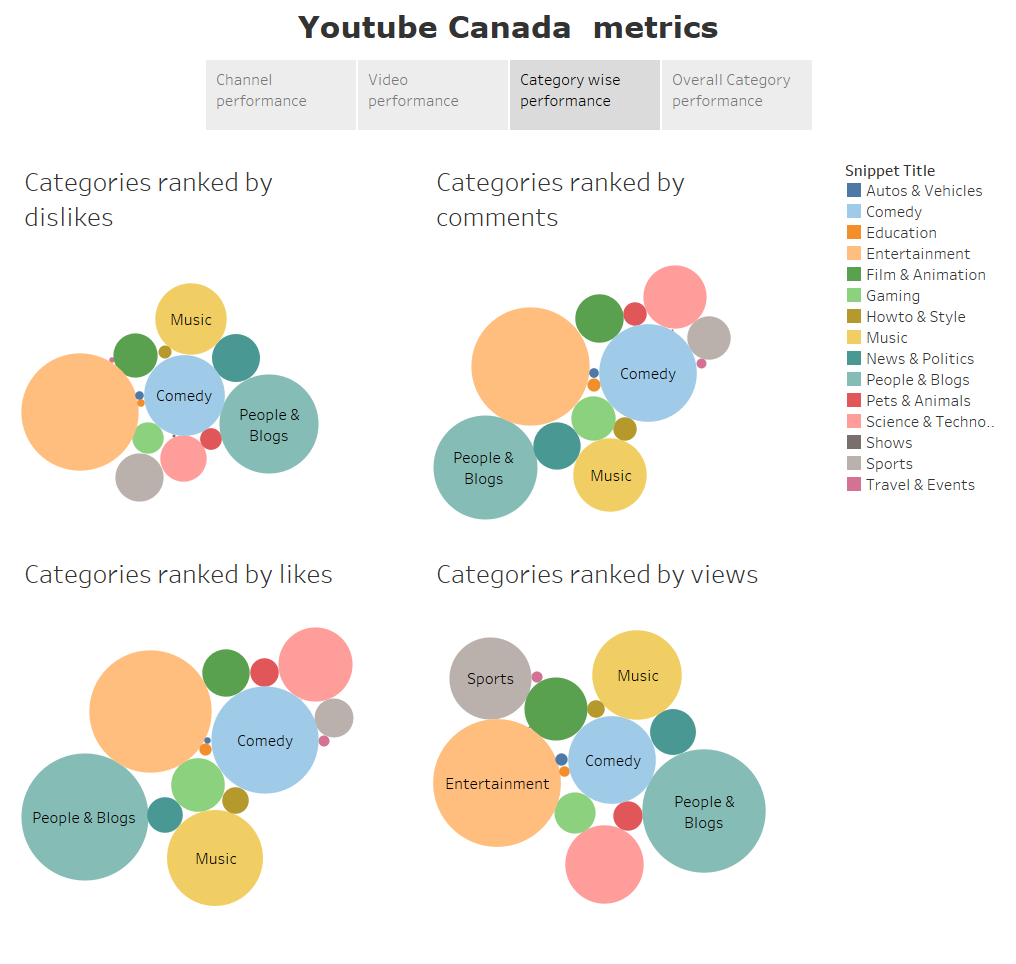 Youtube Canada  metrics
Channel
performance
Video
performance
Category wise
performance
Overall Category
performance
Categories ranked by
dislikes
Music
Comedy
People &
Blogs
Categories ranked by
comments
Comedy
People &
Blogs
Music
Snippet Title
Autos & Vehicles
Comedy
Education
Entertainment
Film & Animation
Gaming
Howto & Style
Music
News & Politics
People & Blogs
Pets & Animals
Science & Techno..
Shows
Sports
Travel & Events
Categories ranked by likes
Comedy
People & Blogs
Music
Categories ranked by views
Sports
Music
Comedy
Entertainment
People &
Blogs